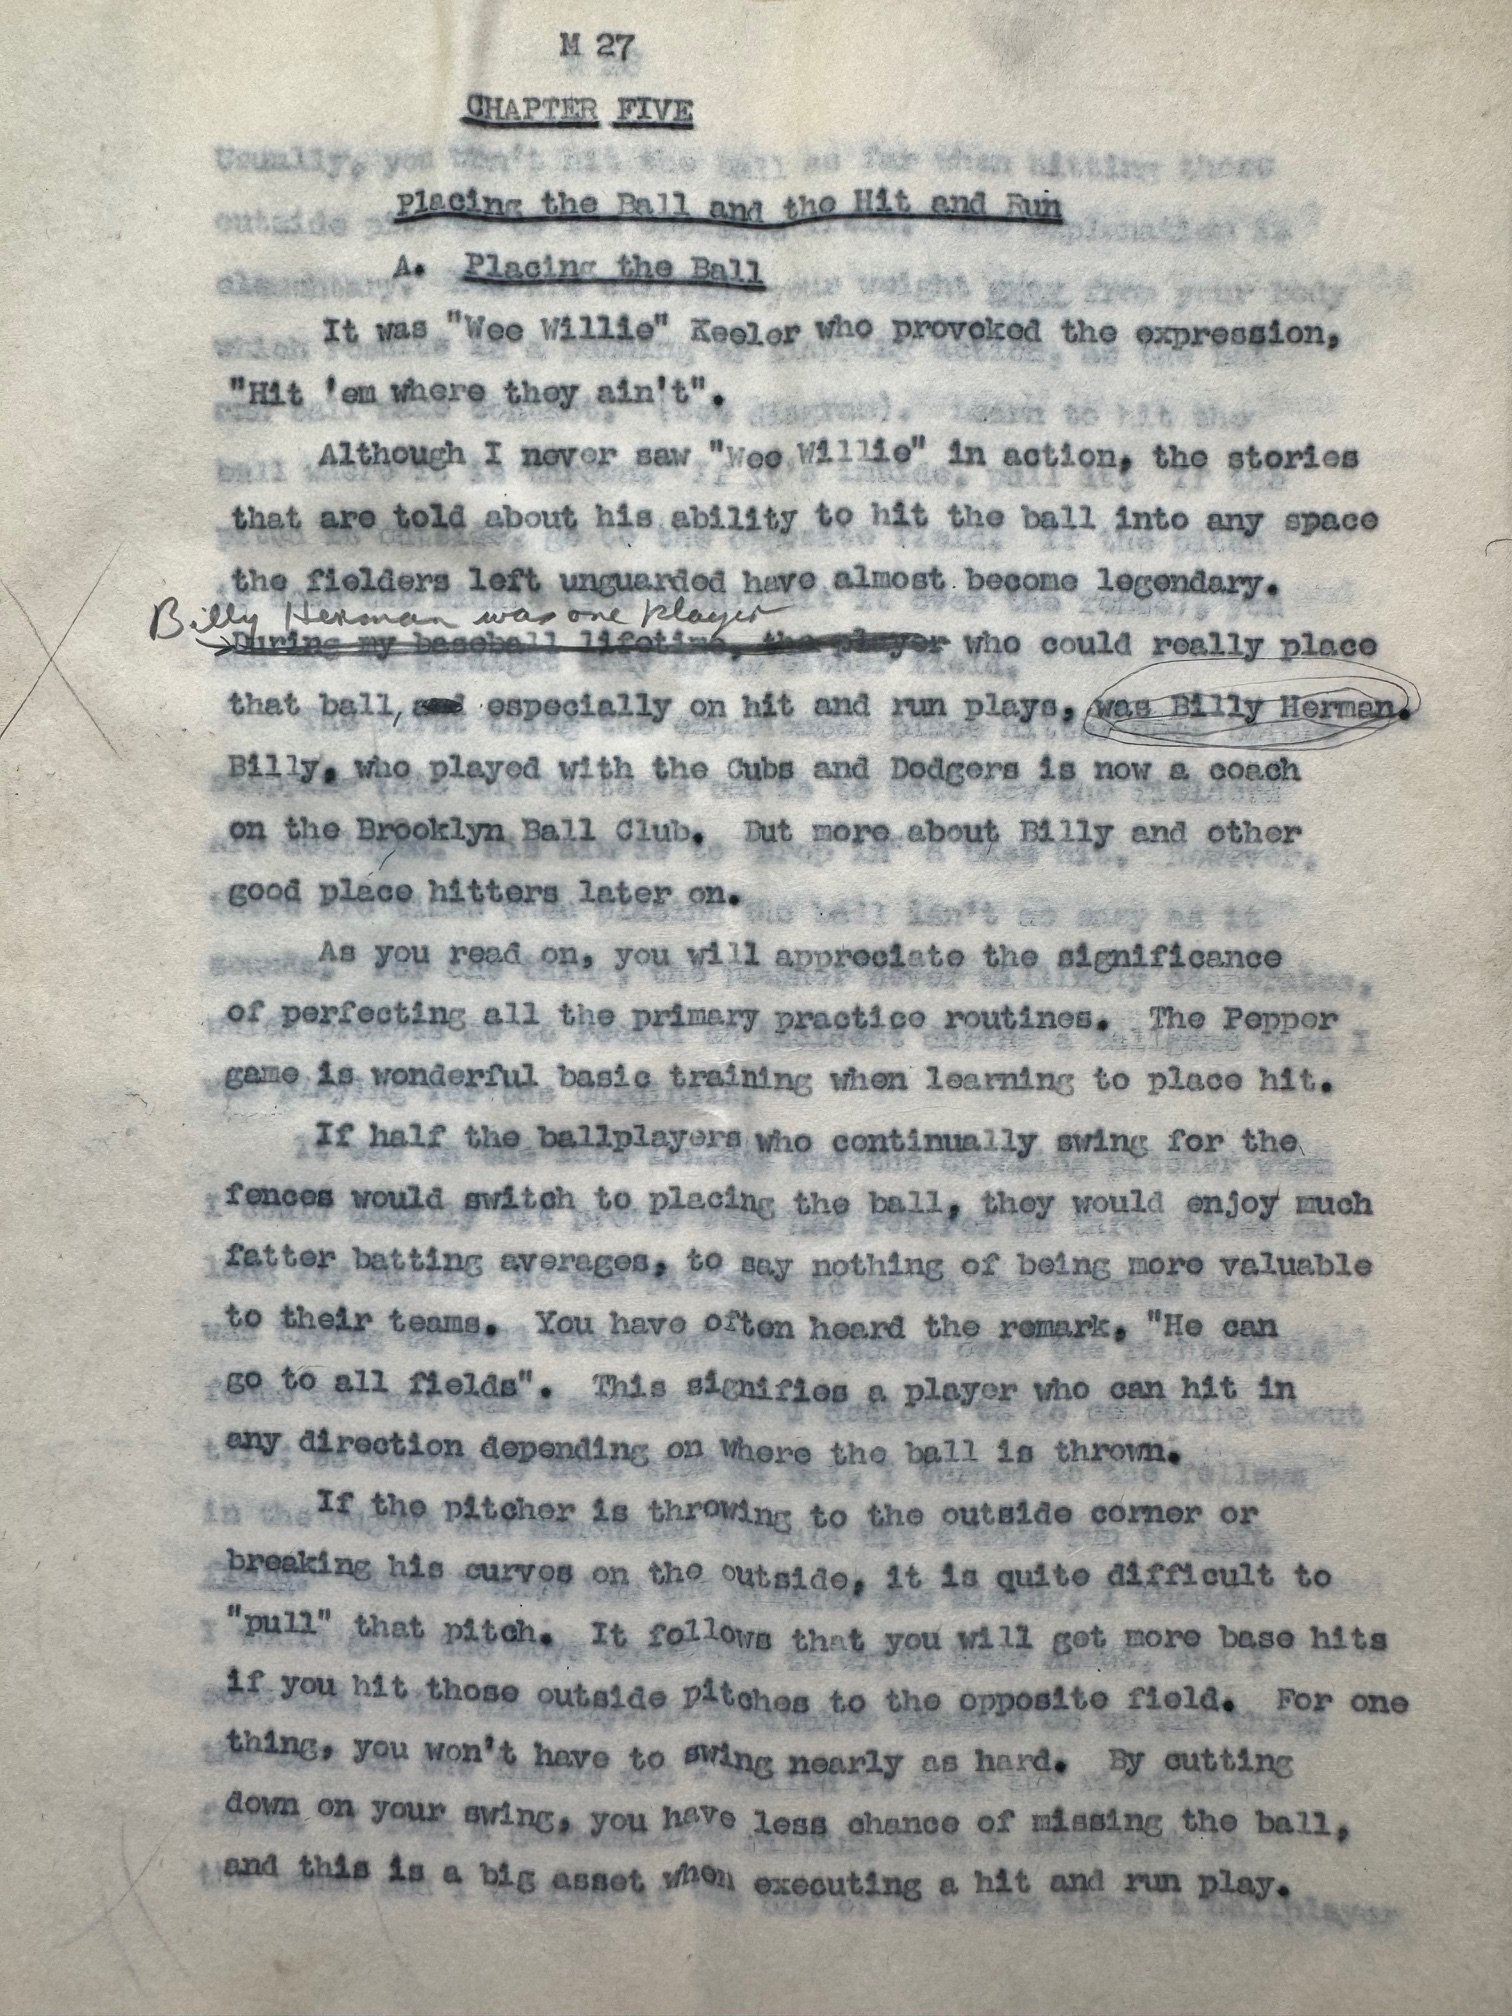 M 27
CHAPTER FIVE
Placing the Ball and the Hit and Run
A. Placing the Ball
It was "Wee Willie" Keeler who provoked the expression,
"Hit 'em where they ain't".
Although I never saw "Wee Willie" in action, the stories
that are told about his ability to hit the ball into any space
the fielders left unguarded have almost become legendary.
Billy Herman was one player
During my baseball lifetime, the player who could really place
that ball, and especially on hit and run plays, was Billy Herman.
Billy, who played with the Cubs and Dodgers is now a coach
on the Brooklyn Ball Club. But more about Billy and other
good place hitters later on.
As you read on, you will appreciate the significance
of perfecting all the primary practice routines. The Pepper
game is wonderful basic training when learning to place hit.
If half the ballplayers who continually swing for the
fences would switch to placing the ball, they would enjoy much
fatter batting averages, to say nothing of being more valuable
to their teams. You have often heard the remark, "He can
go to all fields". This signifies a player who can hit in
any direction depending on where the ball is thrown.
If the pitcher is throwing to the outside corner or
breaking his curves on the outside, it is quite difficult to
"pull" that pitch. It follows that you will get more base hits
if you hit those outside pitches to the opposite field. For one
thing, you won't have to swing nearly as hard. By cutting
down on your swing, you have less chance of missing the ball,
and this is a big asset when executing a hit and run play.